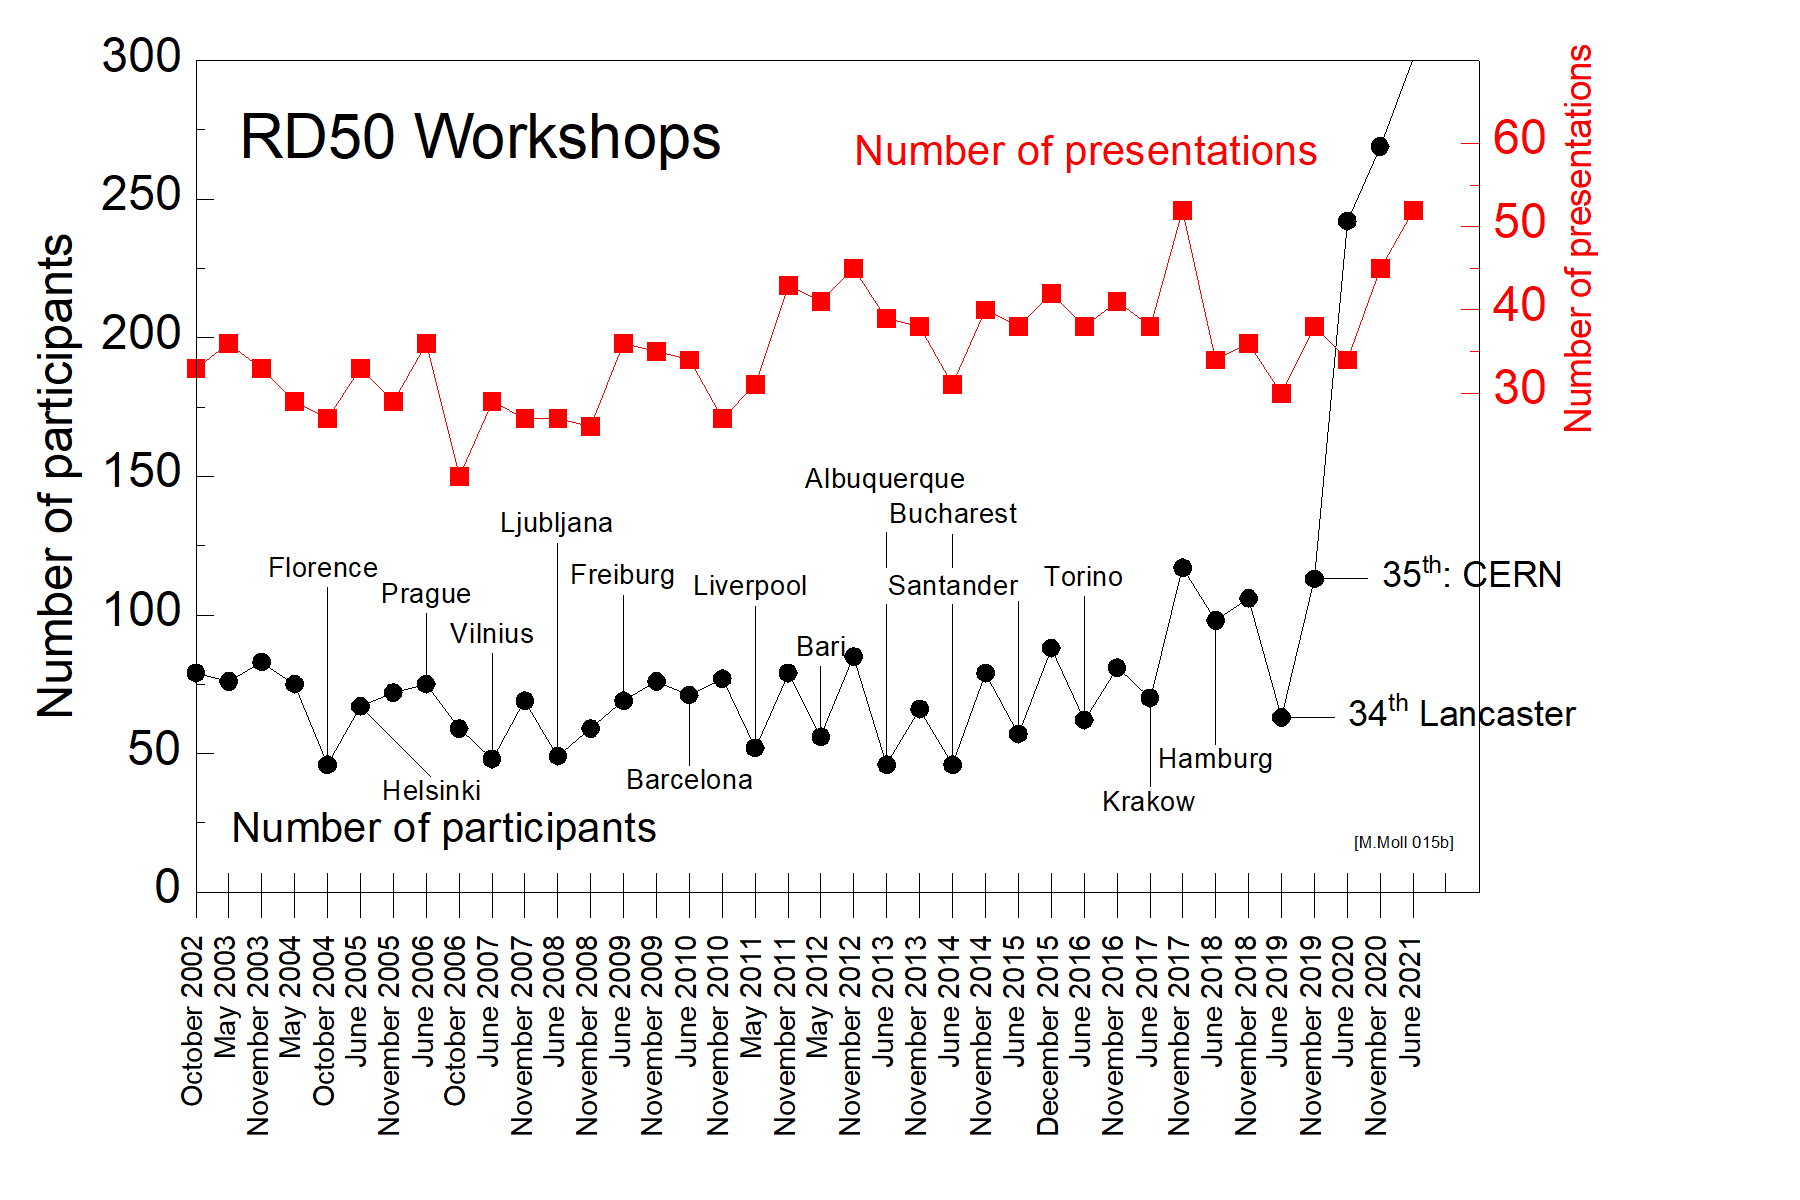 RD50 Workshops
Number of presentations
Number of participants
300
250
200
150
100
50
0
Number of presentations
60
50
40
30
Albuquerque
Bucharest
Ljubljana
Florence
Freiburg
Prague
Liverpool
Santander
Torino
Vilnius
Bari
35th: CERN
34th Lancaster
Helsinki
Barcelona
Hamburg
Krakow
Number of participants
[M.Moll 015b]
October 2002
May 2003
November 2003
May 2004
October 2004
June 2005
November 2005
June 2006
October 2006
June 2007
November 2007
June 2008
November 2008
June 2009
November 2009
June 2010
November 2010
May 2011
November 2011
May 2012
November 2012
June 2013
November 2013
June 2014
November 2014
June 2015
December 2015
June 2016
November 2016
June 2017
November 2017
June 2018
November 2018
June 2019
November 2019
June 2020
November 2020
June 2021